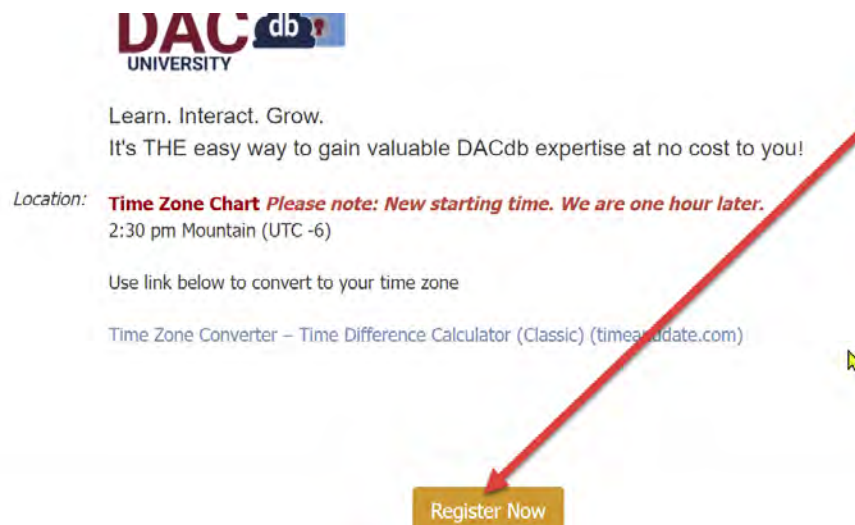 DAC db
UNIVERSITY
Learn. Interact. Grow.
It's THE easy way to gain valuable DACdb expertise at no cost to you!
Location: Time Zone Chart Please note: New starting time. We are one hour later.
2:30 pm Mountain (UTC -6)
Use link below to convert to your time zone
Time Zone Converter – Time Difference Calculator (Classic) (timeanddate.com)
Register Now